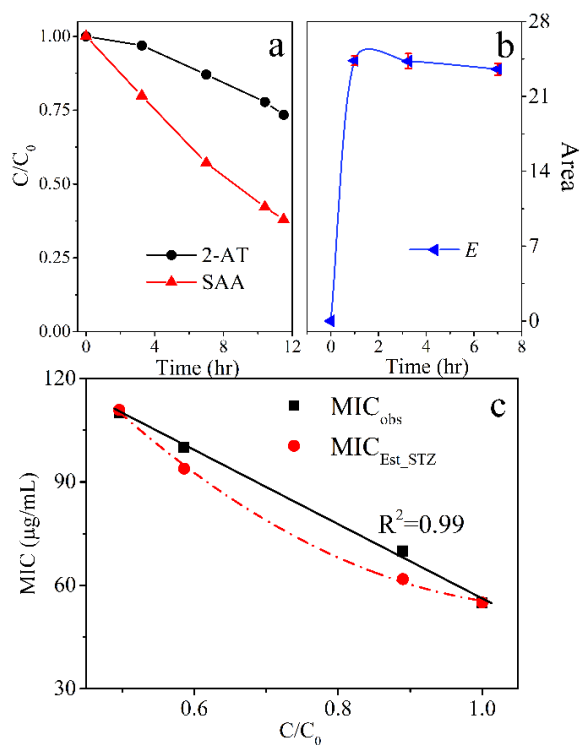 a
1.00
0.75
0.50
0.25
0.00
C/C0
2-AT
SAA
0
4
8
12
Time (hr)
b
28
21
14
7
0
Area
E
0
2
4
6
8
Time (hr)
c
120
90
60
30
MIC (µg/mL)
MICobs
MICEst_STZ
R2=0.99
0.6
0.8
1.0
C/C0